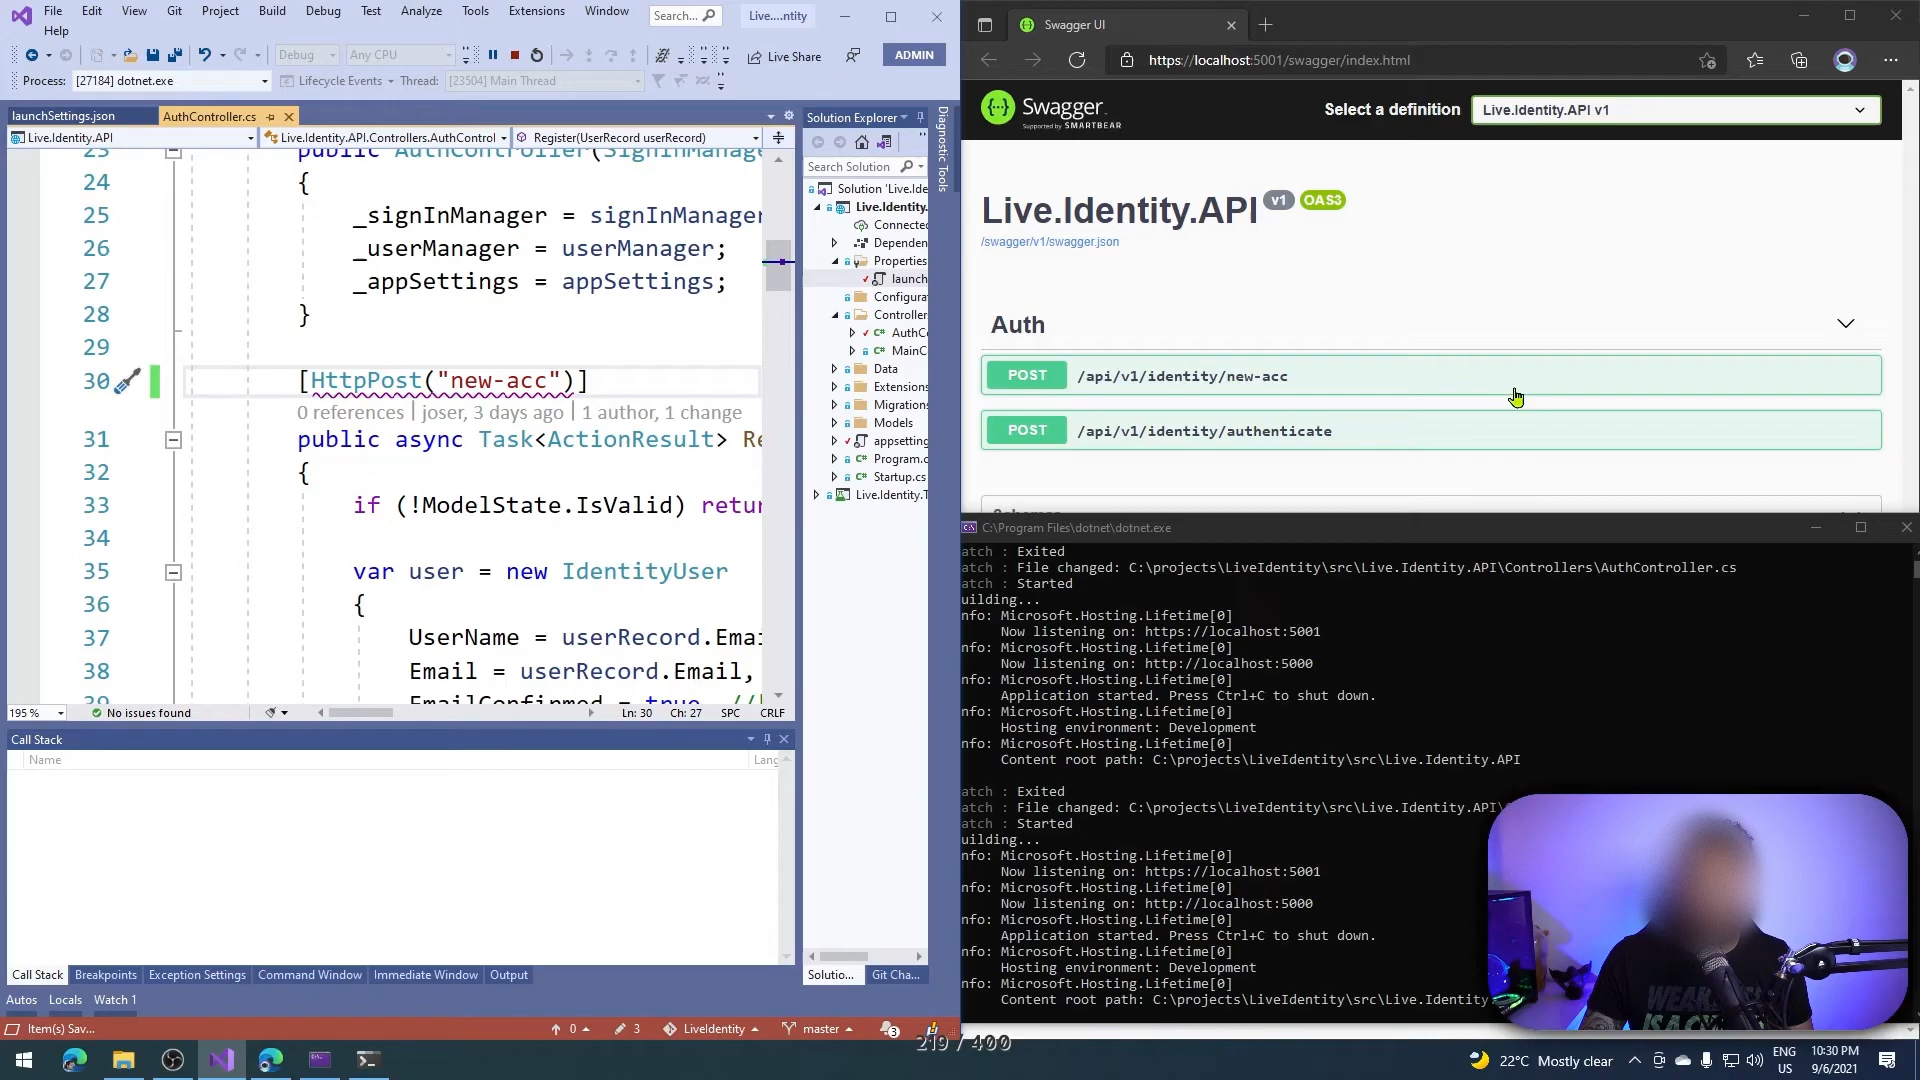 File Edit View Git Project Build Debug Test Analyze Tools Extensions Window
Help
Search...
Live....ntity
Debug
Any CPU
Live Share
ADMIN
Process: [27184] dotnet.exe
Lifecycle Events
Thread: [23504] Main Thread
launchSettings.json
AuthController.cs
Live.Identity.API
Live.Identity.API.Controllers.AuthControl
Register(UserRecord userRecord)
23 public AuthController(SignInManage
24 {
25 _signInManager = signInManager
26 _userManager = userManager;
27 _appSettings = appSettings;
28 }
29
30 [HttpPost("new-acc")]
0 references | joser, 3 days ago | 1 author, 1 change
31 public async Task<ActionResult> Re
32 {
33 if (!ModelState.IsValid) retur
34
35 var user = new IdentityUser
36 {
37 UserName = userRecord.Emai
38 Email = userRecord.Email,
39 EmailConfirmed = true, //
195 %
No issues found
Ln: 30 Ch: 27 SPC CRLF
Call Stack
Name
Lang
Call Stack Breakpoints Exception Settings Command Window Immediate Window Output
Autos Locals Watch 1
Item(s) Sav...
0
3
LiveIdentity
master
3
Solution Explorer
Search Solution
Solution 'Live.Ide
Live.Identity.
Connected
Dependen
Properties
launch
Configura
Controller
AuthC
MainC
Data
Extensions
Migrations
Models
appsetting
Program.c
Startup.cs
Live.Identity.T
Solutio...
Git Cha...
Diagnostic Tools
Swagger UI
https://localhost:5001/swagger/index.html
Swagger.
Supported by SMARTBEAR
Select a definition
Live.Identity.API v1
Live.Identity.API v1 OAS3
/swagger/v1/swagger.json
Auth
POST /api/v1/identity/new-acc
POST /api/v1/identity/authenticate
Schemas
C:\Program Files\dotnet\dotnet.exe
atch : Exited
atch : File changed: C:\projects\LiveIdentity\src\Live.Identity.API\Controllers\AuthController.cs
atch : Started
uilding...
nfo: Microsoft.Hosting.Lifetime[0]
Now listening on: https://localhost:5001
nfo: Microsoft.Hosting.Lifetime[0]
Now listening on: http://localhost:5000
nfo: Microsoft.Hosting.Lifetime[0]
Application started. Press Ctrl+C to shut down.
nfo: Microsoft.Hosting.Lifetime[0]
Hosting environment: Development
nfo: Microsoft.Hosting.Lifetime[0]
Content root path: C:\projects\LiveIdentity\src\Live.Identity.API
atch : Exited
atch : File changed: C:\projects\LiveIdentity\src\Live.Identity.API\
atch : Started
uilding...
nfo: Microsoft.Hosting.Lifetime[0]
Now listening on: https://localhost:5001
nfo: Microsoft.Hosting.Lifetime[0]
Now listening on: http://localhost:5000
nfo: Microsoft.Hosting.Lifetime[0]
Application started. Press Ctrl+C to shut down.
nfo: Microsoft.Hosting.Lifetime[0]
Hosting environment: Development
nfo: Microsoft.Hosting.Lifetime[0]
Content root path: C:\projects\LiveIdentity\src\Live.Identity
219 / 400
22°C Mostly clear
ENG
US
10:30 PM
9/6/2021